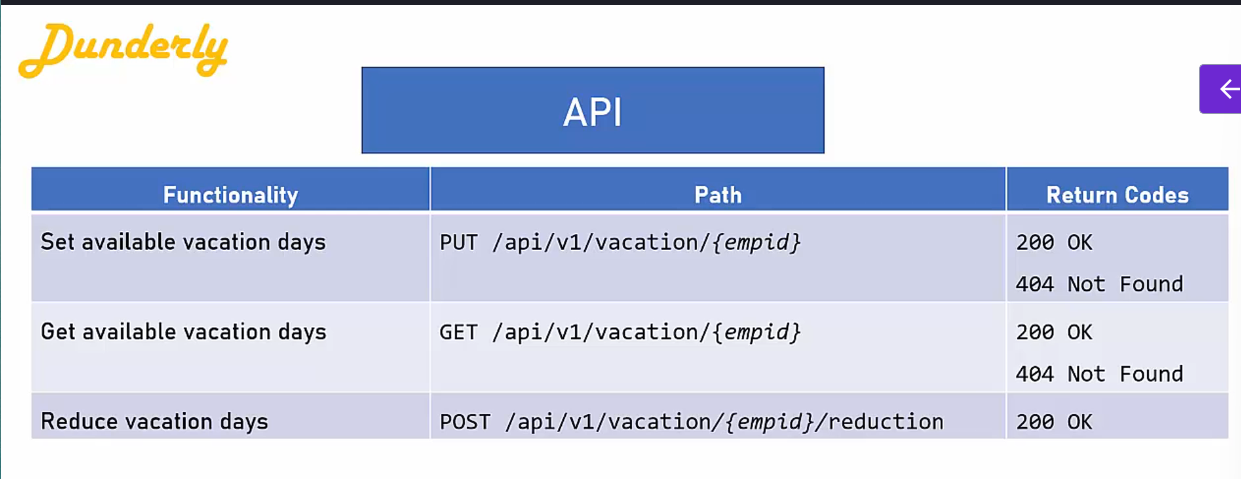 Dunderly
API
Functionality Path Return Codes
Set available vacation days PUT /api/v1/vacation/{empid} 200 OK
404 Not Found
Get available vacation days GET /api/v1/vacation/{empid} 200 OK
404 Not Found
Reduce vacation days POST /api/v1/vacation/{empid}/reduction 200 OK